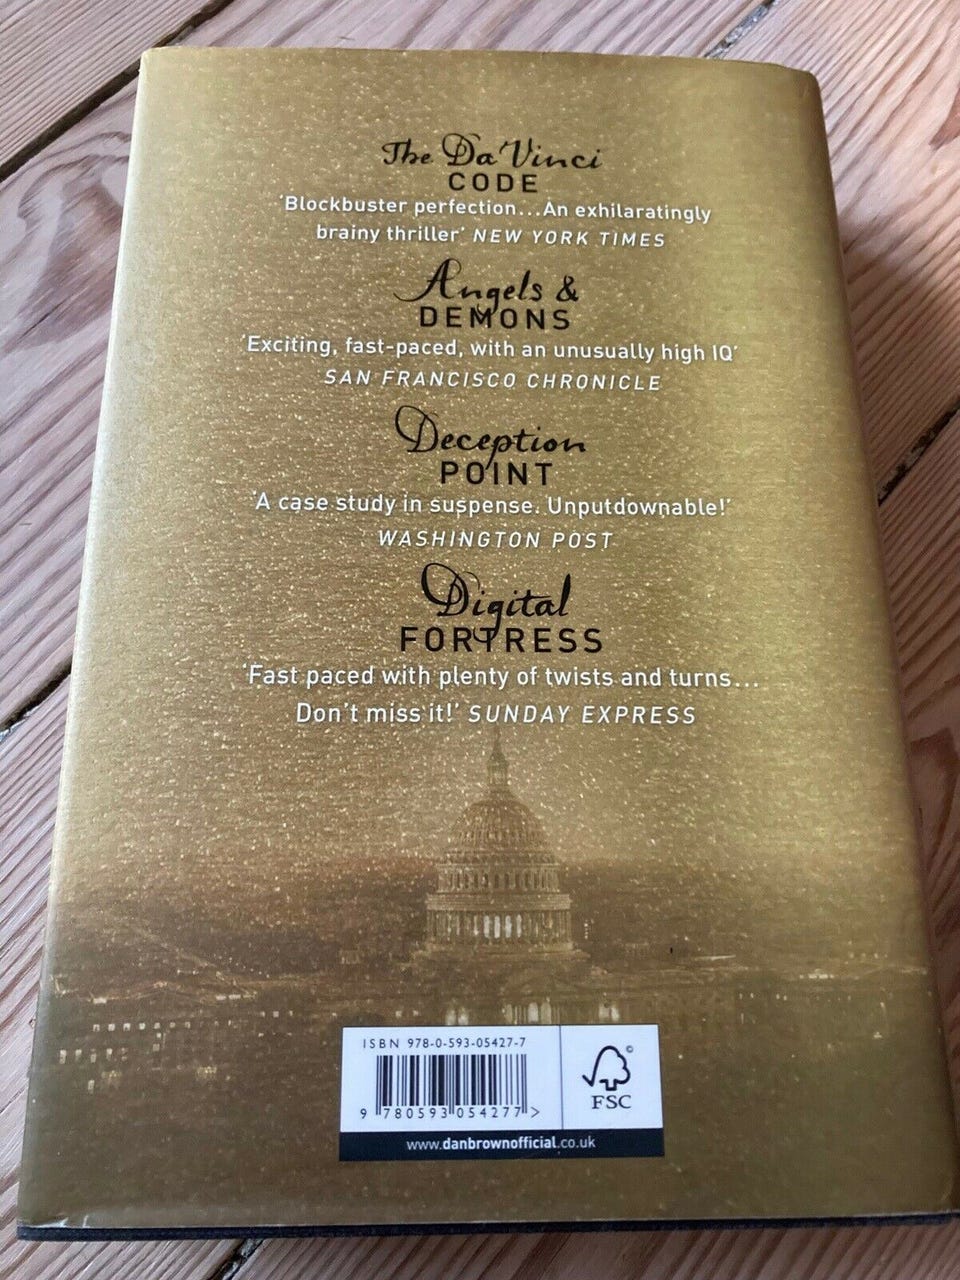 The Da Vinci
CODE
'Blockbuster perfection...An exhilaratingly
brainy thriller' NEW YORK TIMES
Angels &
DEMONS
'Exciting, fast-paced, with an unusually high IQ'
SAN FRANCISCO CHRONICLE
Deception
POINT
'A case study in suspense. Unputdownable!'
WASHINGTON POST
Digital
FORTRESS
'Fast paced with plenty of twists and turns...
Don't miss it!' SUNDAY EXPRESS
ISBN 978-0-593-05427-7
9 780593 054277 >
©
FSC
www.danbrownofficial.co.uk